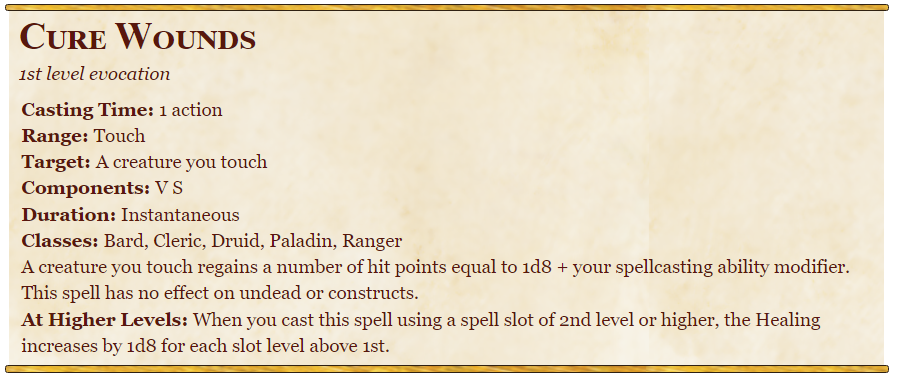 Cure Wounds
1st level evocation
Casting Time: 1 action
Range: Touch
Target: A creature you touch
Components: V S
Duration: Instantaneous
Classes: Bard, Cleric, Druid, Paladin, Ranger
A creature you touch regains a number of hit points equal to 1d8 + your spellcasting ability modifier.
This spell has no effect on undead or constructs.
At Higher Levels: When you cast this spell using a spell slot of 2nd level or higher, the Healing
increases by 1d8 for each slot level above 1st.